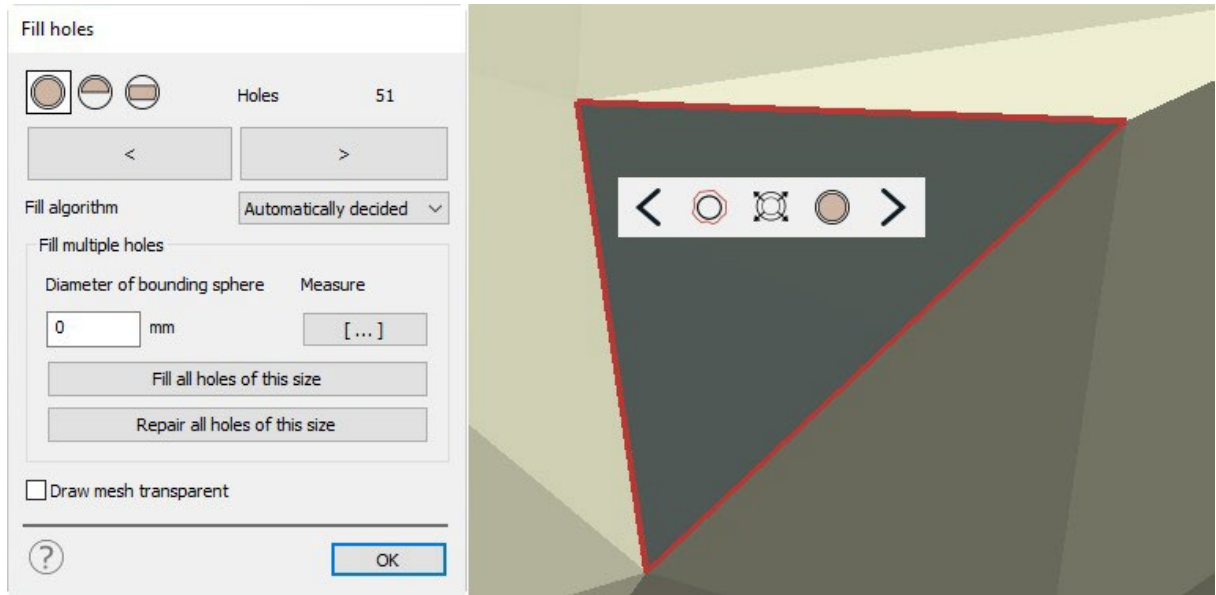 Fill holes
Holes 51
< >
Fill algorithm Automatically decided
Fill multiple holes
Diameter of bounding sphere Measure
0 mm [ ... ]
Fill all holes of this size
Repair all holes of this size
Draw mesh transparent
? OK